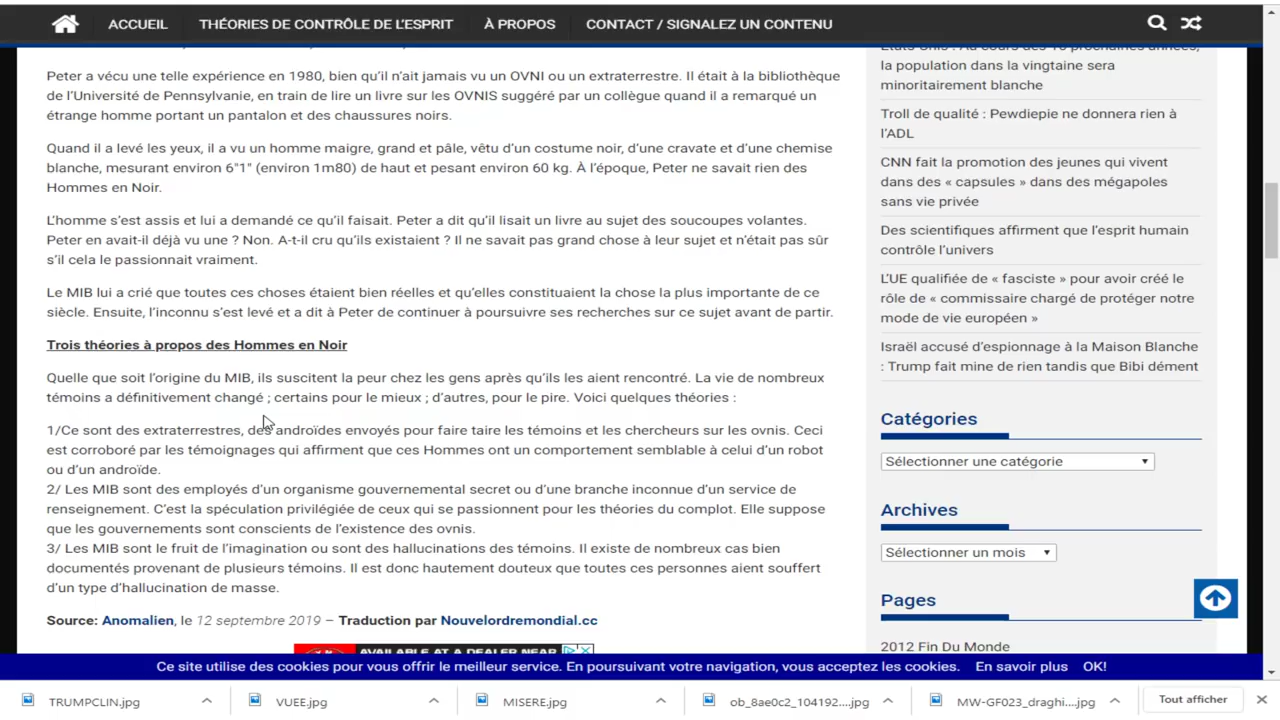 ACCUEIL THÉORIES DE CONTRÔLE DE L'ESPRIT À PROPOS CONTACT / SIGNALEZ UN CONTENU
Peter a vécu une telle expérience en 1980, bien qu'il n'ait jamais vu un OVNI ou un extraterrestre. Il était à la bibliothèque
de l'Université de Pennsylvanie, en train de lire un livre sur les OVNIS suggéré par un collègue quand il a remarqué un
étrange homme portant un pantalon et des chaussures noirs.
Quand il a levé les yeux, il a vu un homme maigre, grand et pâle, vêtu d'un costume noir, d'une cravate et d'une chemise
blanche, mesurant environ 6"1" (environ 1m80) de haut et pesant environ 60 kg. À l'époque, Peter ne savait rien des
Hommes en Noir.
L'homme s'est assis et lui a demandé ce qu'il faisait. Peter a dit qu'il lisait un livre au sujet des soucoupes volantes.
Peter en avait-il déjà vu une ? Non. A-t-il cru qu'ils existaient ? Il ne savait pas grand chose à leur sujet et n'était pas sûr
s'il cela le passionnait vraiment.
Le MIB lui a crié que toutes ces choses étaient bien réelles et qu'elles constituaient la chose la plus importante de ce
siècle. Ensuite, l'inconnu s'est levé et a dit à Peter de continuer à poursuivre ses recherches sur ce sujet avant de partir.
Trois théories à propos des Hommes en Noir
Quelle que soit l'origine du MIB, ils suscitent la peur chez les gens après qu'ils les aient rencontré. La vie de nombreux
témoins a définitivement changé ; certains pour le mieux ; d'autres, pour le pire. Voici quelques théories :
1/Ce sont des extraterrestres, des androïdes envoyés pour faire taire les témoins et les chercheurs sur les ovnis. Ceci
est corroboré par les témoignages qui affirment que ces Hommes ont un comportement semblable à celui d'un robot
ou d'un androïde.
2/ Les MIB sont des employés d'un organisme gouvernemental secret ou d'une branche inconnue d'un service de
renseignement. C'est la spéculation privilégiée de ceux qui se passionnent pour les théories du complot. Elle suppose
que les gouvernements sont conscients de l'existence des ovnis.
3/ Les MIB sont le fruit de l'imagination ou sont des hallucinations des témoins. Il existe de nombreux cas bien
documentés provenant de plusieurs témoins. Il est donc hautement douteux que toutes ces personnes aient souffert
d'un type d'hallucination de masse.
Source: Anomalien, le 12 septembre 2019 – Traduction par Nouvelordremondial.cc
AVAILABLE AT A DEALER NEAR
États-Unis : Au cours des 10 prochaines années,
la population dans la vingtaine sera
minoritairement blanche
Troll de qualité : Pewdiepie ne donnera rien à
l'ADL
CNN fait la promotion des jeunes qui vivent
dans des « capsules » dans des mégapoles
sans vie privée
Des scientifiques affirment que l'esprit humain
contrôle l'univers
L'UE qualifiée de « fasciste » pour avoir créé le
rôle de « commissaire chargé de protéger notre
mode de vie européen »
Israël accusé d'espionnage à la Maison Blanche
: Trump fait mine de rien tandis que Bibi dément
Catégories
Sélectionner une catégorie
Archives
Sélectionner un mois
Pages
2012 Fin Du Monde
Ce site utilise des cookies pour vous offrir le meilleur service. En poursuivant votre navigation, vous acceptez les cookies. En savoir plus OK!
TRUMPCLIN.jpg VUEE.jpg MISERE.jpg ob_8ae0c2_104192....jpg MW-GF023_draghi....jpg Tout afficher